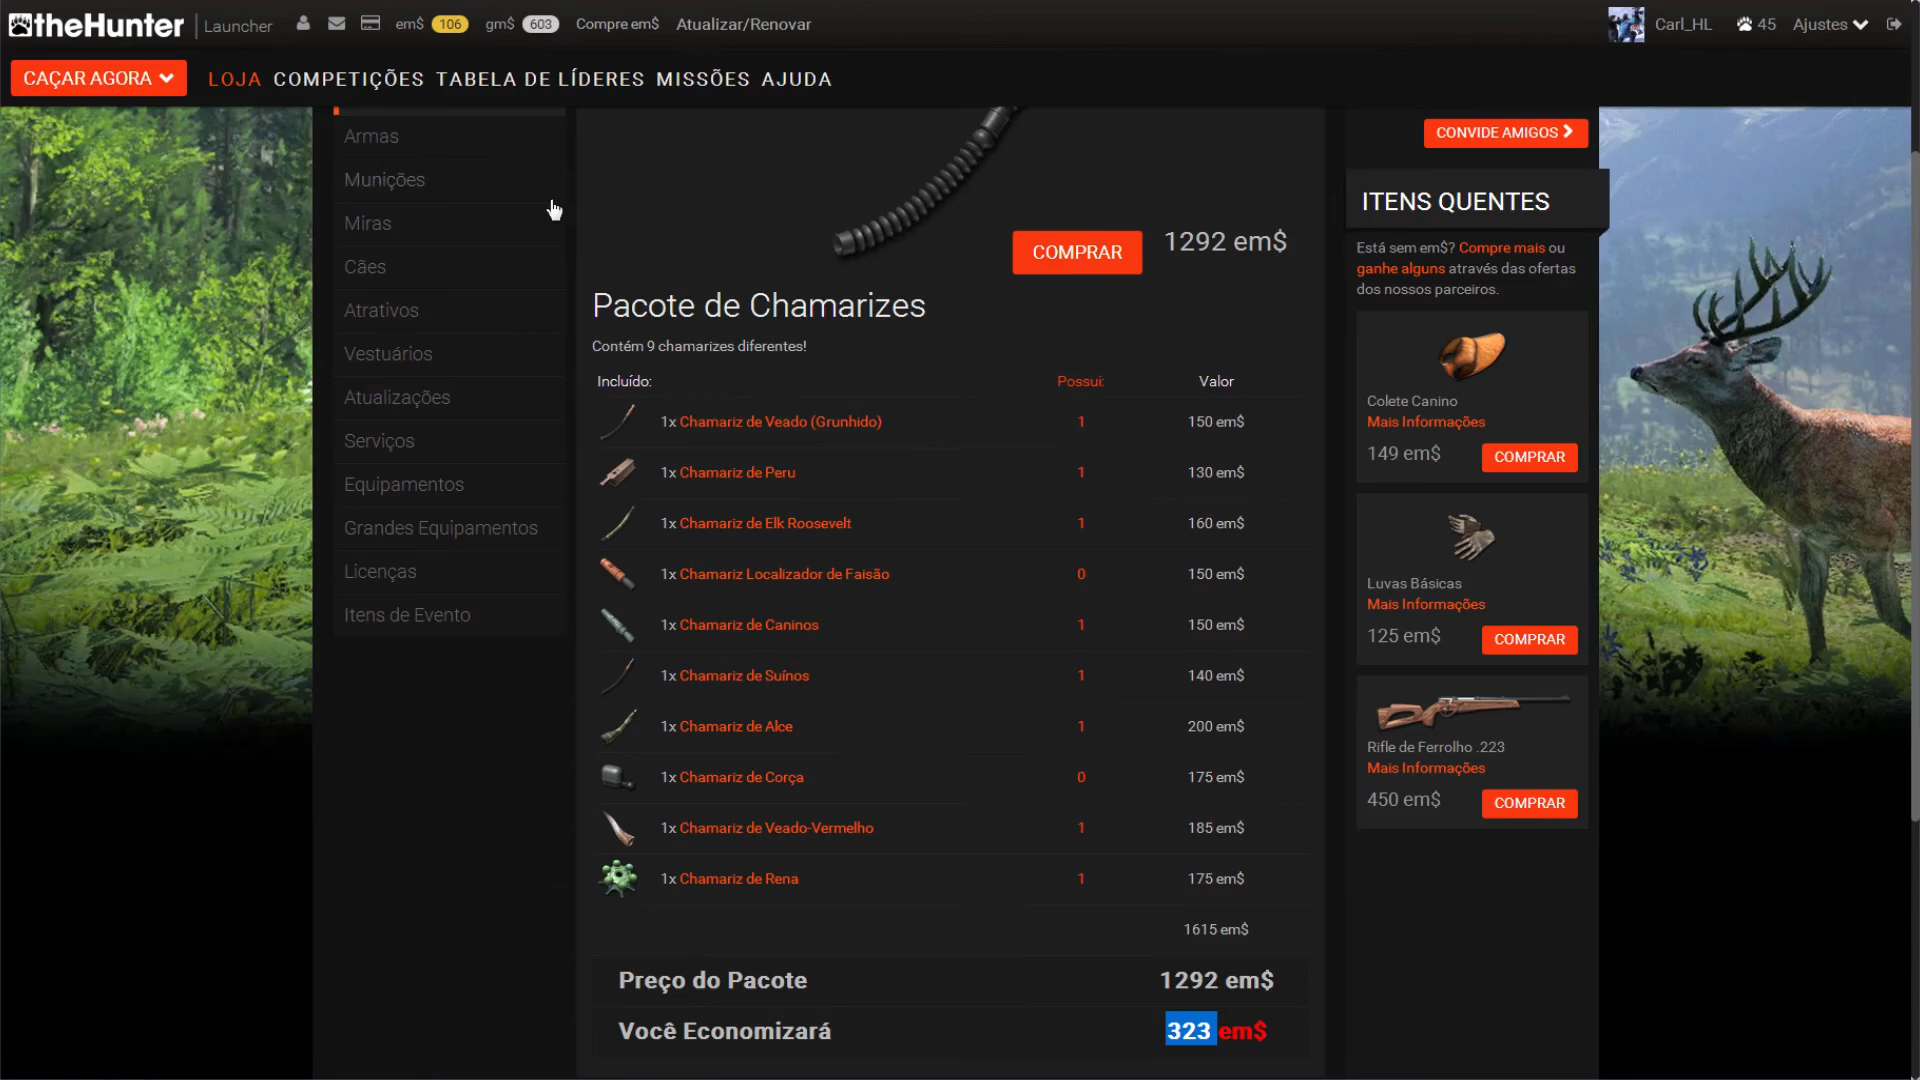 theHunter Launcher em$ 106 gm$ 603 Compre em$ Atualizar/Renovar Carl_HL 45 Ajustes
CAÇAR AGORA LOJA COMPETIÇÕES TABELA DE LÍDERES MISSÕES AJUDA
Armas
Munições
Miras
Cães
Atrativos
Vestuários
Atualizações
Serviços
Equipamentos
Grandes Equipamentos
Licenças
Itens de Evento
COMPRAR 1292 em$
Pacote de Chamarizes
Contém 9 chamarizes diferentes!
Incluído: Possui: Valor
1x Chamariz de Veado (Grunhido) 1 150 em$
1x Chamariz de Peru 1 130 em$
1x Chamariz de Elk Roosevelt 1 160 em$
1x Chamariz Localizador de Faisão 0 150 em$
1x Chamariz de Caninos 1 150 em$
1x Chamariz de Suínos 1 140 em$
1x Chamariz de Alce 1 200 em$
1x Chamariz de Corça 0 175 em$
1x Chamariz de Veado-Vermelho 1 185 em$
1x Chamariz de Rena 1 175 em$
1615 em$
Preço do Pacote 1292 em$
Você Economizará 323 em$
CONVIDE AMIGOS
ITENS QUENTES
Está sem em$? Compre mais ou
ganhe alguns através das ofertas
dos nossos parceiros.
Colete Canino
Mais Informações
149 em$ COMPRAR
Luvas Básicas
Mais Informações
125 em$ COMPRAR
Rifle de Ferrolho .223
Mais Informações
450 em$ COMPRAR